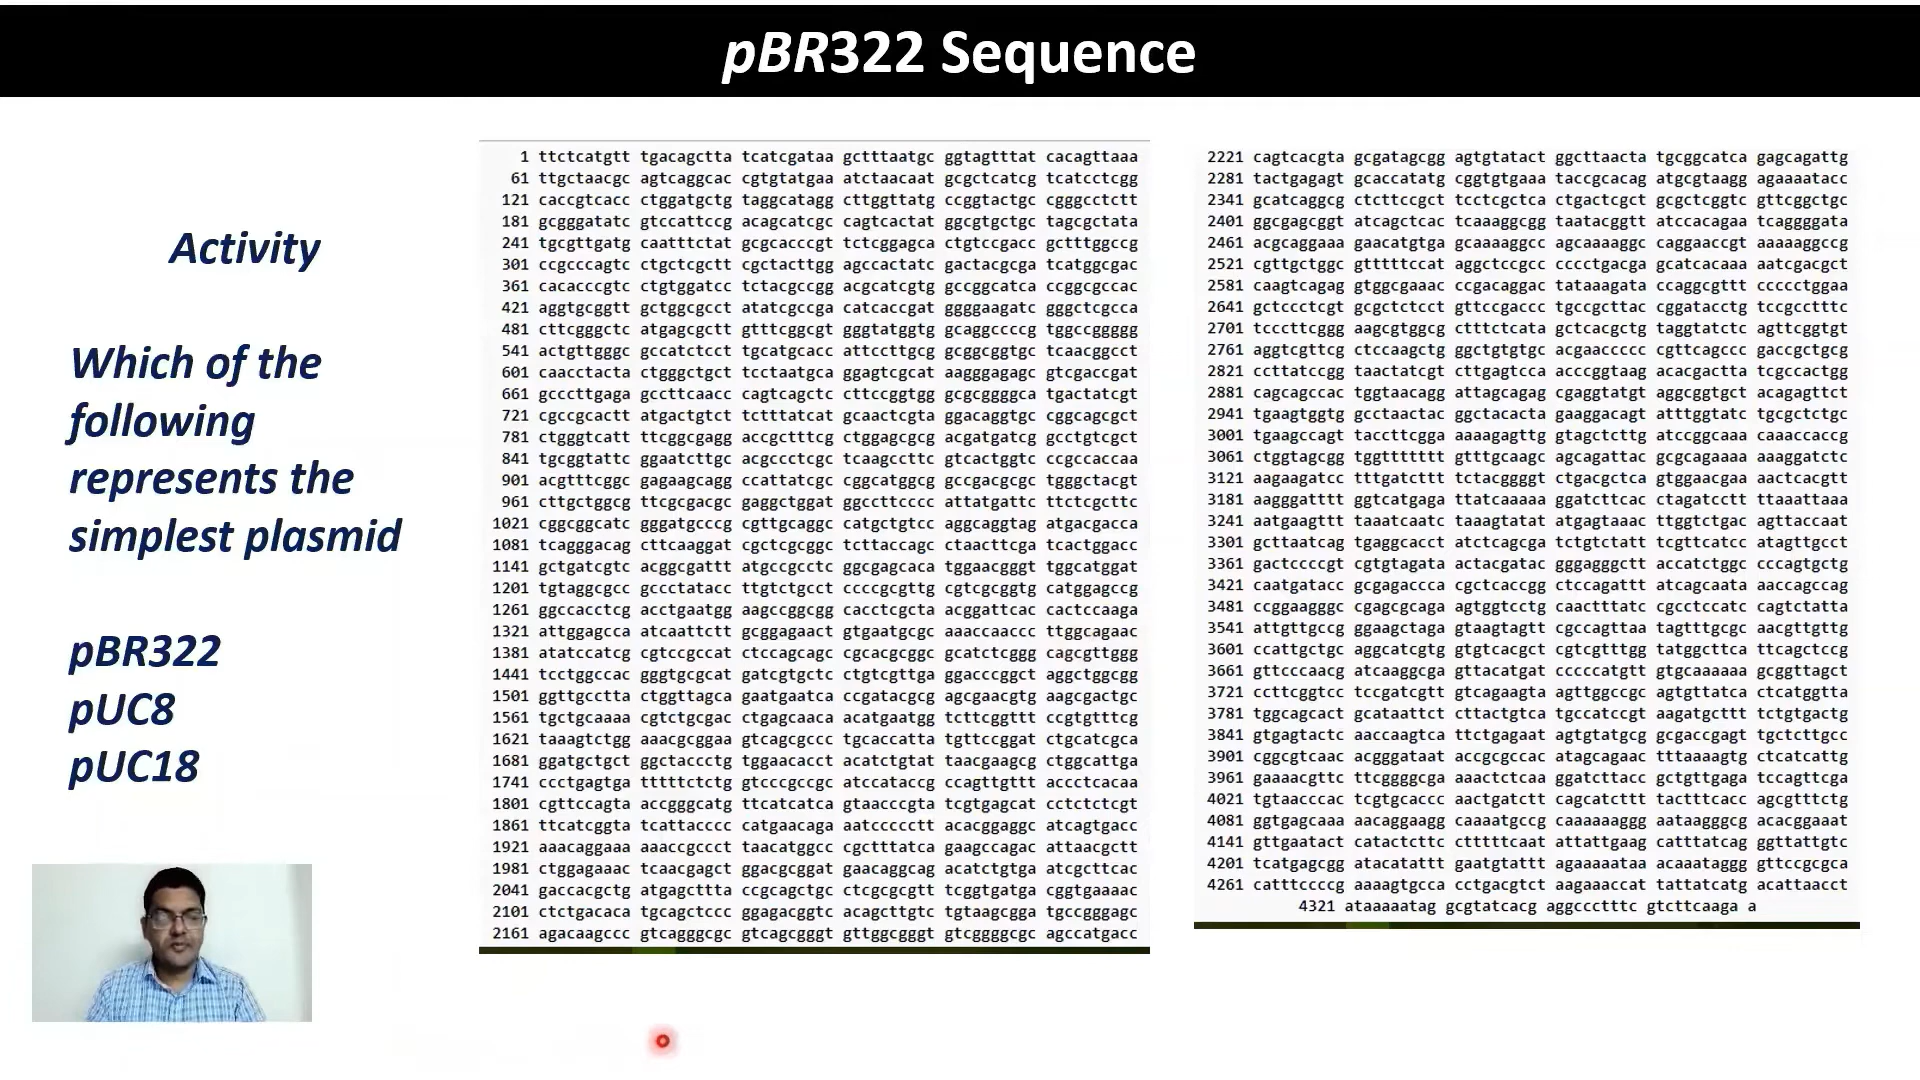 pBR322 Sequence
Activity
Which of the
following
represents the
simplest plasmid
pBR322
pUC8
pUC18
1 ttctcatgtt tgacagctta tcatcgataa gctttaatgc ggtagtttat cacagttaaa
61 ttgctaacgc agtcaggcac cgtgtatgaa atctaacaat gcgctcatcg tcatcctcgg
121 caccgtcacc ctggatgctg taggcatagg cttggttatg ccggtactgc cgggcctctt
181 gcgggatatc gtccattccg acagcatcgc cagtcactat ggcgtgctgc tagcgctata
241 tgcgttgatg caatttctat gcgcacccgt tctcggagca ctgtccgacc gctttggccg
301 ccgcccagtc ctgctcgctt cgctacttgg agccactatc gactacgcga tcatggcgac
361 cacacccgtc ctgtggatcc tctacgccgg acgcatcgtg gccggcatca ccggcgccac
421 aggtgcggtt gctggcgcct atatcgccga catcaccgat ggggaagatc gggctcgcca
481 cttcgggctc atgagcgctt gtttcggcgt gggtatggtg gcaggccccg tggccggggg
541 actgttgggc gccatctcct tgcatgcacc attccttgcg gcggcggtgc tcaacggcct
601 caacctacta ctgggctgct tcctaatgca ggagtcgcat aagggagagc gtcgaccgat
661 gcccttgaga gccttcaacc cagtcagctc cttccggtgg gcgcggggca tgactatcgt
721 cgccgcactt atgactgtct tctttatcat gcaactcgta ggacaggtgc cggcagcgct
781 ctgggtcatt ttcggcgagg accgctttcg ctggagcgcg acgatgatcg gcctgtcgct
841 tgcggtattc ggaatcttgc acgccctcgc tcaagccttc gtcactggtc ccgccaccaa
901 acgtttcggc gagaagcagg ccattatcgc cggcatggcg gccgacgcgc tgggctacgt
961 cttgctggcg ttcgcgacgc gaggctggat ggccttcccc attatgattc ttctcgcttc
1021 cggcggcatc gggatgcccg cgttgcaggc catgctgtcc aggcaggtag atgacgacca
1081 tcagggacag cttcaaggat cgctcgcggc tcttaccagc ctaacttcga tcactggacc
1141 gctgatcgtc acggcgattt atgccgcctc ggcgagcaca tggaacgggt tggcatggat
1201 tgtaggcgcc gccctatacc ttgtctgcct ccccgcgttg cgtcgcggtg catggagccg
1261 ggccacctcg acctgaatgg aagccggcgg cacctcgcta acggattcac cactccaaga
1321 attggagcca atcaattctt gcggagaact gtgaatgcgc aaaccaaccc ttggcagaac
1381 atatccatcg cgtccgccat ctccagcagc cgcacgcggc gcatctcggg cagcgttggg
1441 tcctggccac gggtgcgcat gatcgtgctc ctgtcgttga ggacccggct aggctggcgg
1501 ggttgcctta ctggttagca gaatgaatca ccgatacgcg agcgaacgtg aagcgactgc
1561 tgctgcaaaa cgtctgcgac ctgagcaaca acatgaatgg tcttcggttt ccgtgtttcg
1621 taaagtctgg aaacgcggaa gtcagcgccc tgcaccatta tgttccggat ctgcatcgca
1681 ggatgctgct ggctaccctg tggaacacct acatctgtat taacgaagcg ctggcattga
1741 ccctgagtga tttttctctg gtcccgccgc atccataccg ccagttgttt accctcacaa
1801 cgttccagta accgggcatg ttcatcatca gtaacccgta tcgtgagcat cctctctcgt
1861 ttcatcggta tcattacccc catgaacaga aatccccctt acacggaggc atcagtgacc
1921 aaacaggaaa aaaccgccct taacatggcc cgctttatca gaagccagac attaacgctt
1981 ctggagaaac tcaacgagct ggacgcggat gaacaggcag acatctgtga atcgcttcac
2041 gaccacgctg atgagcttta ccgcagctgc ctcgcgcgtt tcggtgatga cggtgaaaac
2101 ctctgacaca tgcagctccc ggagacggtc acagcttgtc tgtaagcgga tgccgggagc
2161 agacaagccc gtcagggcgc gtcagcgggt gttggcgggt gtcggggcgc agccatgacc
2221 cagtcacgta gcgatagcgg agtgtatact ggcttaacta tgcggcatca gagcagattg
2281 tactgagagt gcaccatatg cggtgtgaaa taccgcacag atgcgtaagg agaaaatacc
2341 gcatcaggcg ctcttccgct tcctcgctca ctgactcgct gcgctcggtc gttcggctgc
2401 ggcgagcggt atcagctcac tcaaaggcgg taatacggtt atccacagaa tcaggggata
2461 acgcaggaaa gaacatgtga gcaaaaggcc agcaaaaggc caggaaccgt aaaaaggccg
2521 cgttgctggc gtttttccat aggctccgcc cccctgacga gcatcacaaa aatcgacgct
2581 caagtcagag gtggcgaaac ccgacaggac tataaagata ccaggcgttt ccccctggaa
2641 gctccctcgt gcgctctcct gttccgaccc tgccgcttac cggatacctg tccgcctttc
2701 tcccttcggg aagcgtggcg ctttctcata gctcacgctg taggtatctc agttcggtgt
2761 aggtcgttcg ctccaagctg ggctgtgtgc acgaaccccc cgttcagccc gaccgctgcg
2821 ccttatccgg taactatcgt cttgagtcca acccggtaag acacgactta tcgccactgg
2881 cagcagccac tggtaacagg attagcagag cgaggtatgt aggcggtgct acagagttct
2941 tgaagtggtg gcctaactac ggctacacta gaaggacagt atttggtatc tgcgctctgc
3001 tgaagccagt taccttcgga aaaagagttg gtagctcttg atccggcaaa caaaccaccg
3061 ctggtagcgg tggttttttt gtttgcaagc agcagattac gcgcagaaaa aaaggatctc
3121 aagaagatcc tttgatcttt tctacggggt ctgacgctca gtggaacgaa aactcacgtt
3181 aagggatttt ggtcatgaga ttatcaaaaa ggatcttcac ctagatcctt ttaaattaaa
3241 aatgaagttt taaatcaatc taaagtatat atgagtaaac ttggtctgac agttaccaat
3301 gcttaatcag tgaggcacct atctcagcga tctgtctatt tcgttcatcc atagttgcct
3361 gactccccgt cgtgtagata actacgatac gggagggctt accatctggc cccagtgctg
3421 caatgatacc gcgagaccca cgctcaccgg ctccagattt atcagcaata aaccagccag
3481 ccggaagggc cgagcgcaga agtggtcctg caactttatc cgcctccatc cagtctatta
3541 attgttgccg ggaagctaga gtaagtagtt cgccagttaa tagtttgcgc aacgttgttg
3601 ccattgctgc aggcatcgtg gtgtcacgct cgtcgtttgg tatggcttca ttcagctccg
3661 gttcccaacg atcaaggcga gttacatgat cccccatgtt gtgcaaaaaa gcggttagct
3721 ccttcggtcc tccgatcgtt gtcagaagta agttggccgc agtgttatca ctcatggtta
3781 tggcagcact gcataattct cttactgtca tgccatccgt aagatgcttt tctgtgactg
3841 gtgagtactc aaccaagtca ttctgagaat agtgtatgcg gcgaccgagt tgctcttgcc
3901 cggcgtcaac acgggataat accgcgccac atagcagaac tttaaaagtg ctcatcattg
3961 gaaaacgttc ttcggggcga aaactctcaa ggatcttacc gctgttgaga tccagttcga
4021 tgtaacccac tcgtgcaccc aactgatctt cagcatcttt tactttcacc agcgtttctg
4081 ggtgagcaaa aacaggaagg caaaatgccg caaaaaaggg aataagggcg acacggaaat
4141 gttgaatact catactcttc ctttttcaat attattgaag catttatcag ggttattgtc
4201 tcatgagcgg atacatattt gaatgtattt agaaaaataa acaaataggg gttccgcgca
4261 catttccccg aaaagtgcca cctgacgtct aagaaaccat tattatcatg acattaacct
4321 ataaaaatag gcgtatcacg aggccctttc gtcttcaaga a